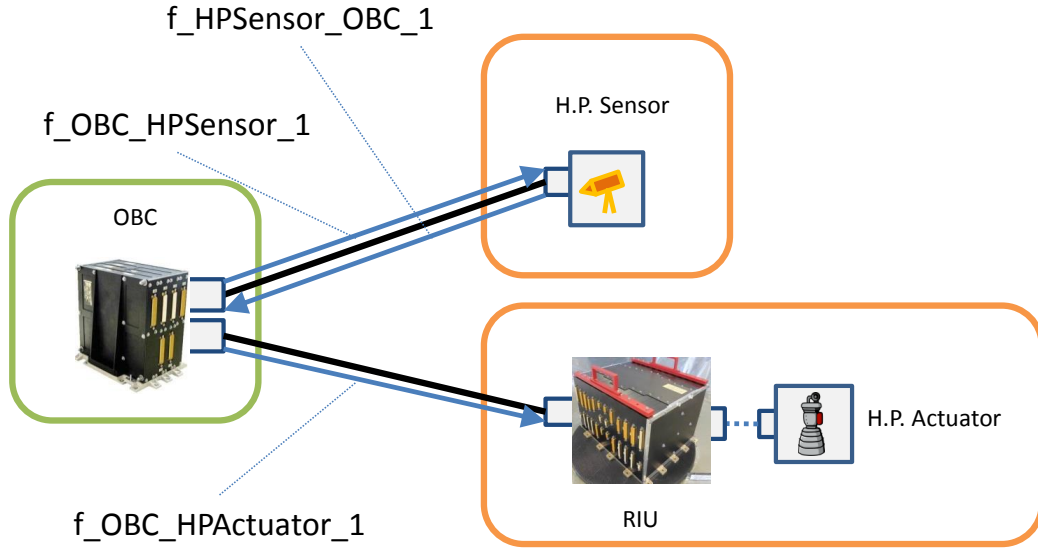 f_HPSensor_OBC_1
f_OBC_HPSensor_1
H.P. Sensor
OBC
H.P. Actuator
RIU
f_OBC_HPActuator_1